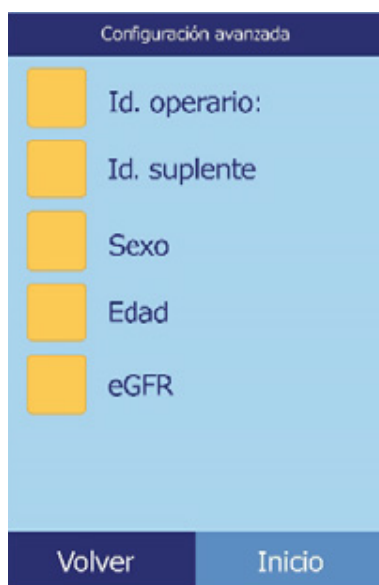 Configuración avanzada
Id. operario:
Id. suplente
Sexo
Edad
eGFR
Volver
Inicio